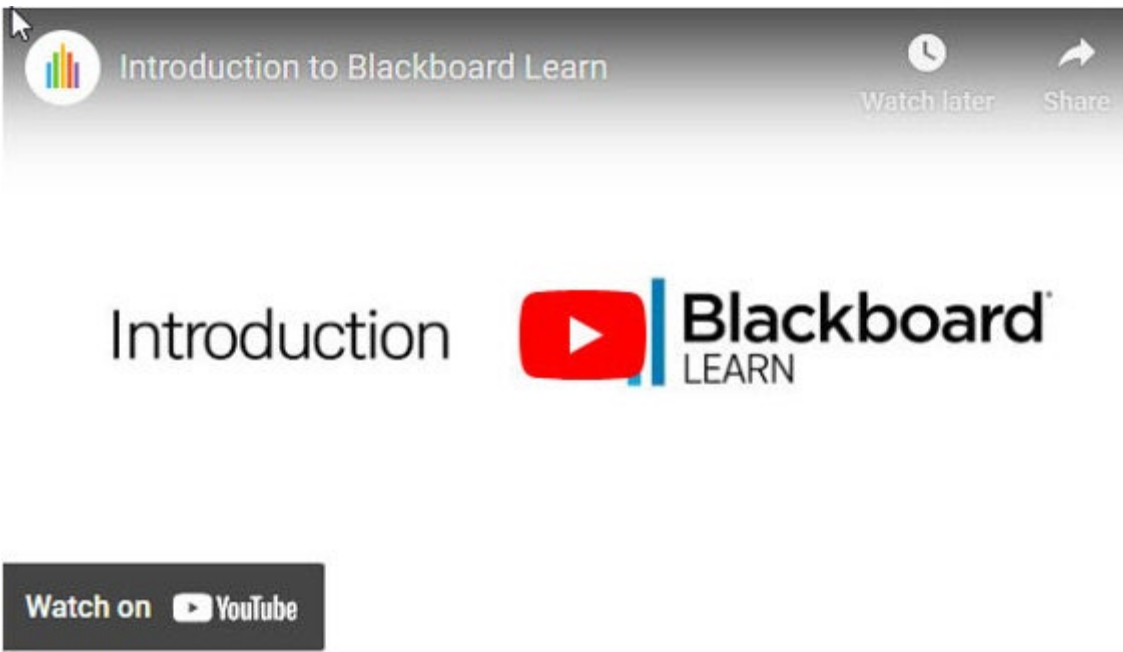 Introduction to Blackboard Learn
Watch later
Share
Introduction
Blackboard
LEARN
Watch on YouTube